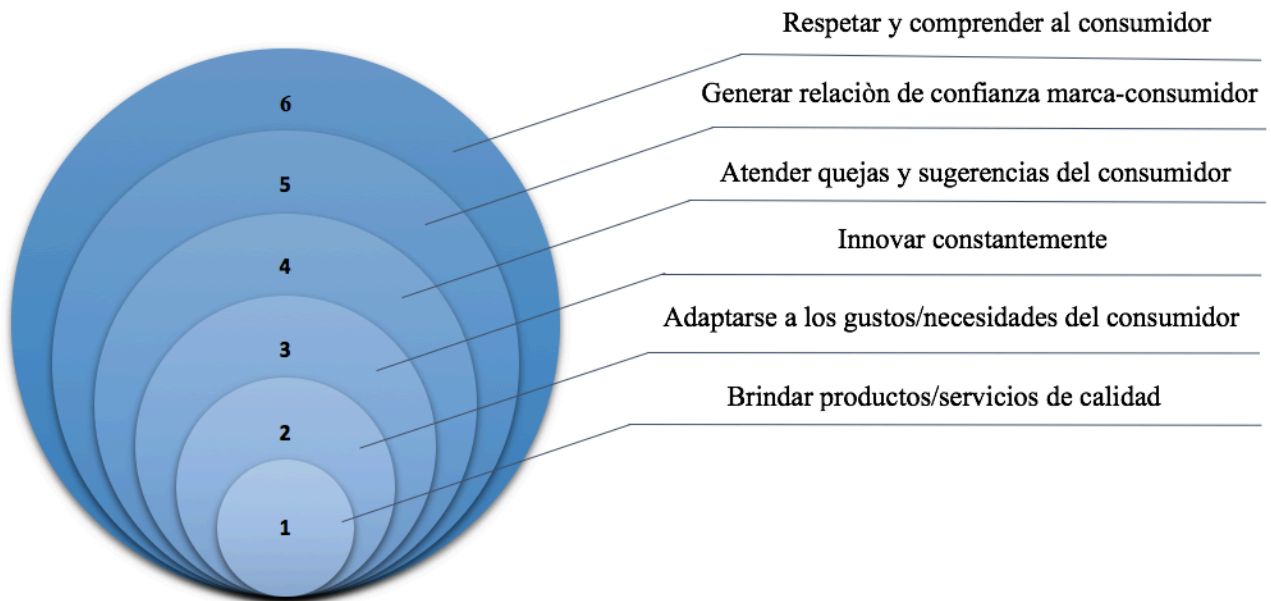 Respetar y comprender al consumidor
6
Generar relaciòn de confianza marca-consumidor
5
Atender quejas y sugerencias del consumidor
4
Innovar constantemente
3
Adaptarse a los gustos/necesidades del consumidor
2
Brindar productos/servicios de calidad
1